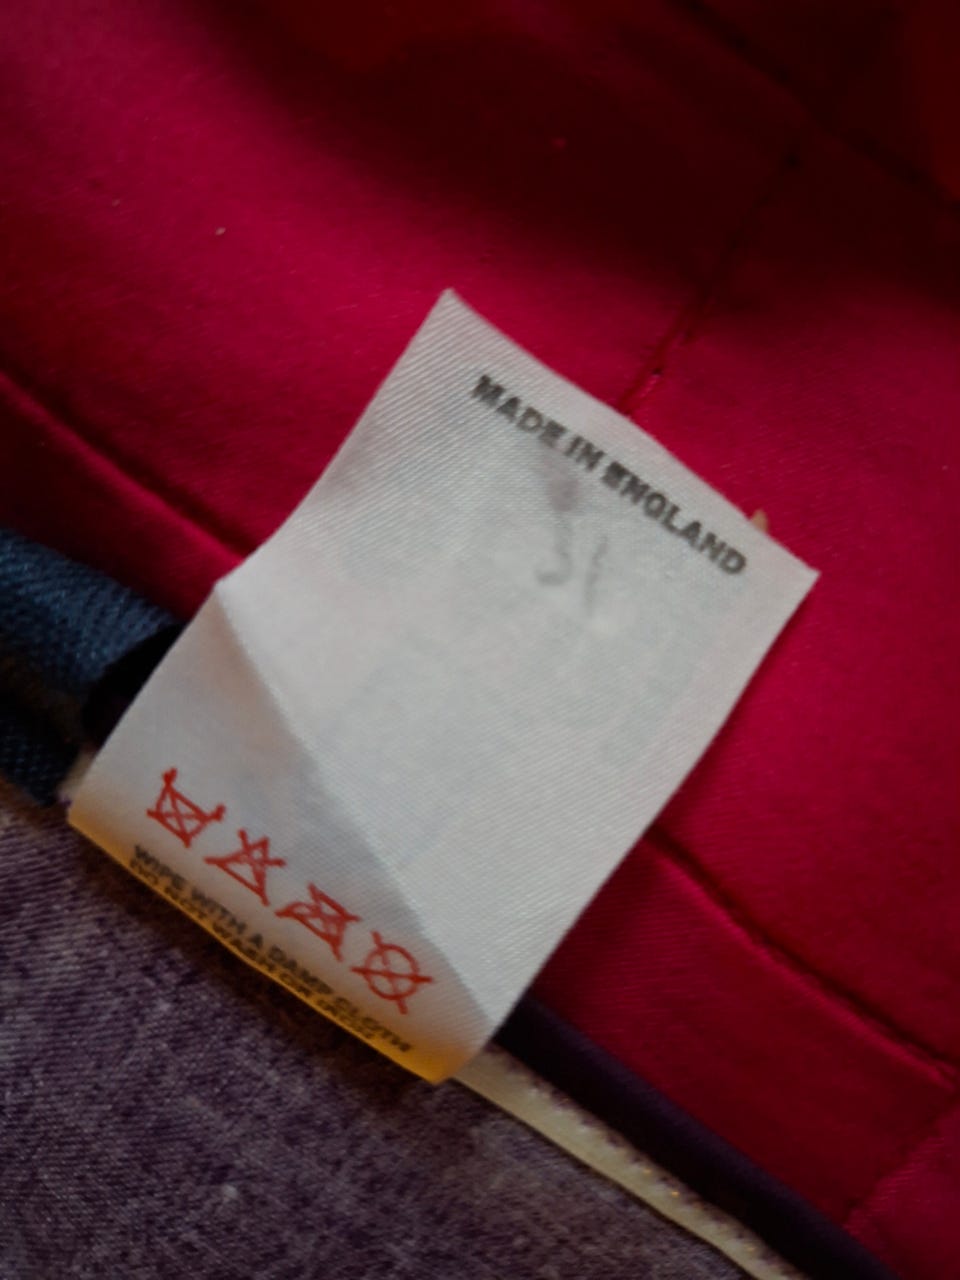 MADE IN ENGLAND
WIPE WITH A DAMP CLOTH
DO NOT WASH OR